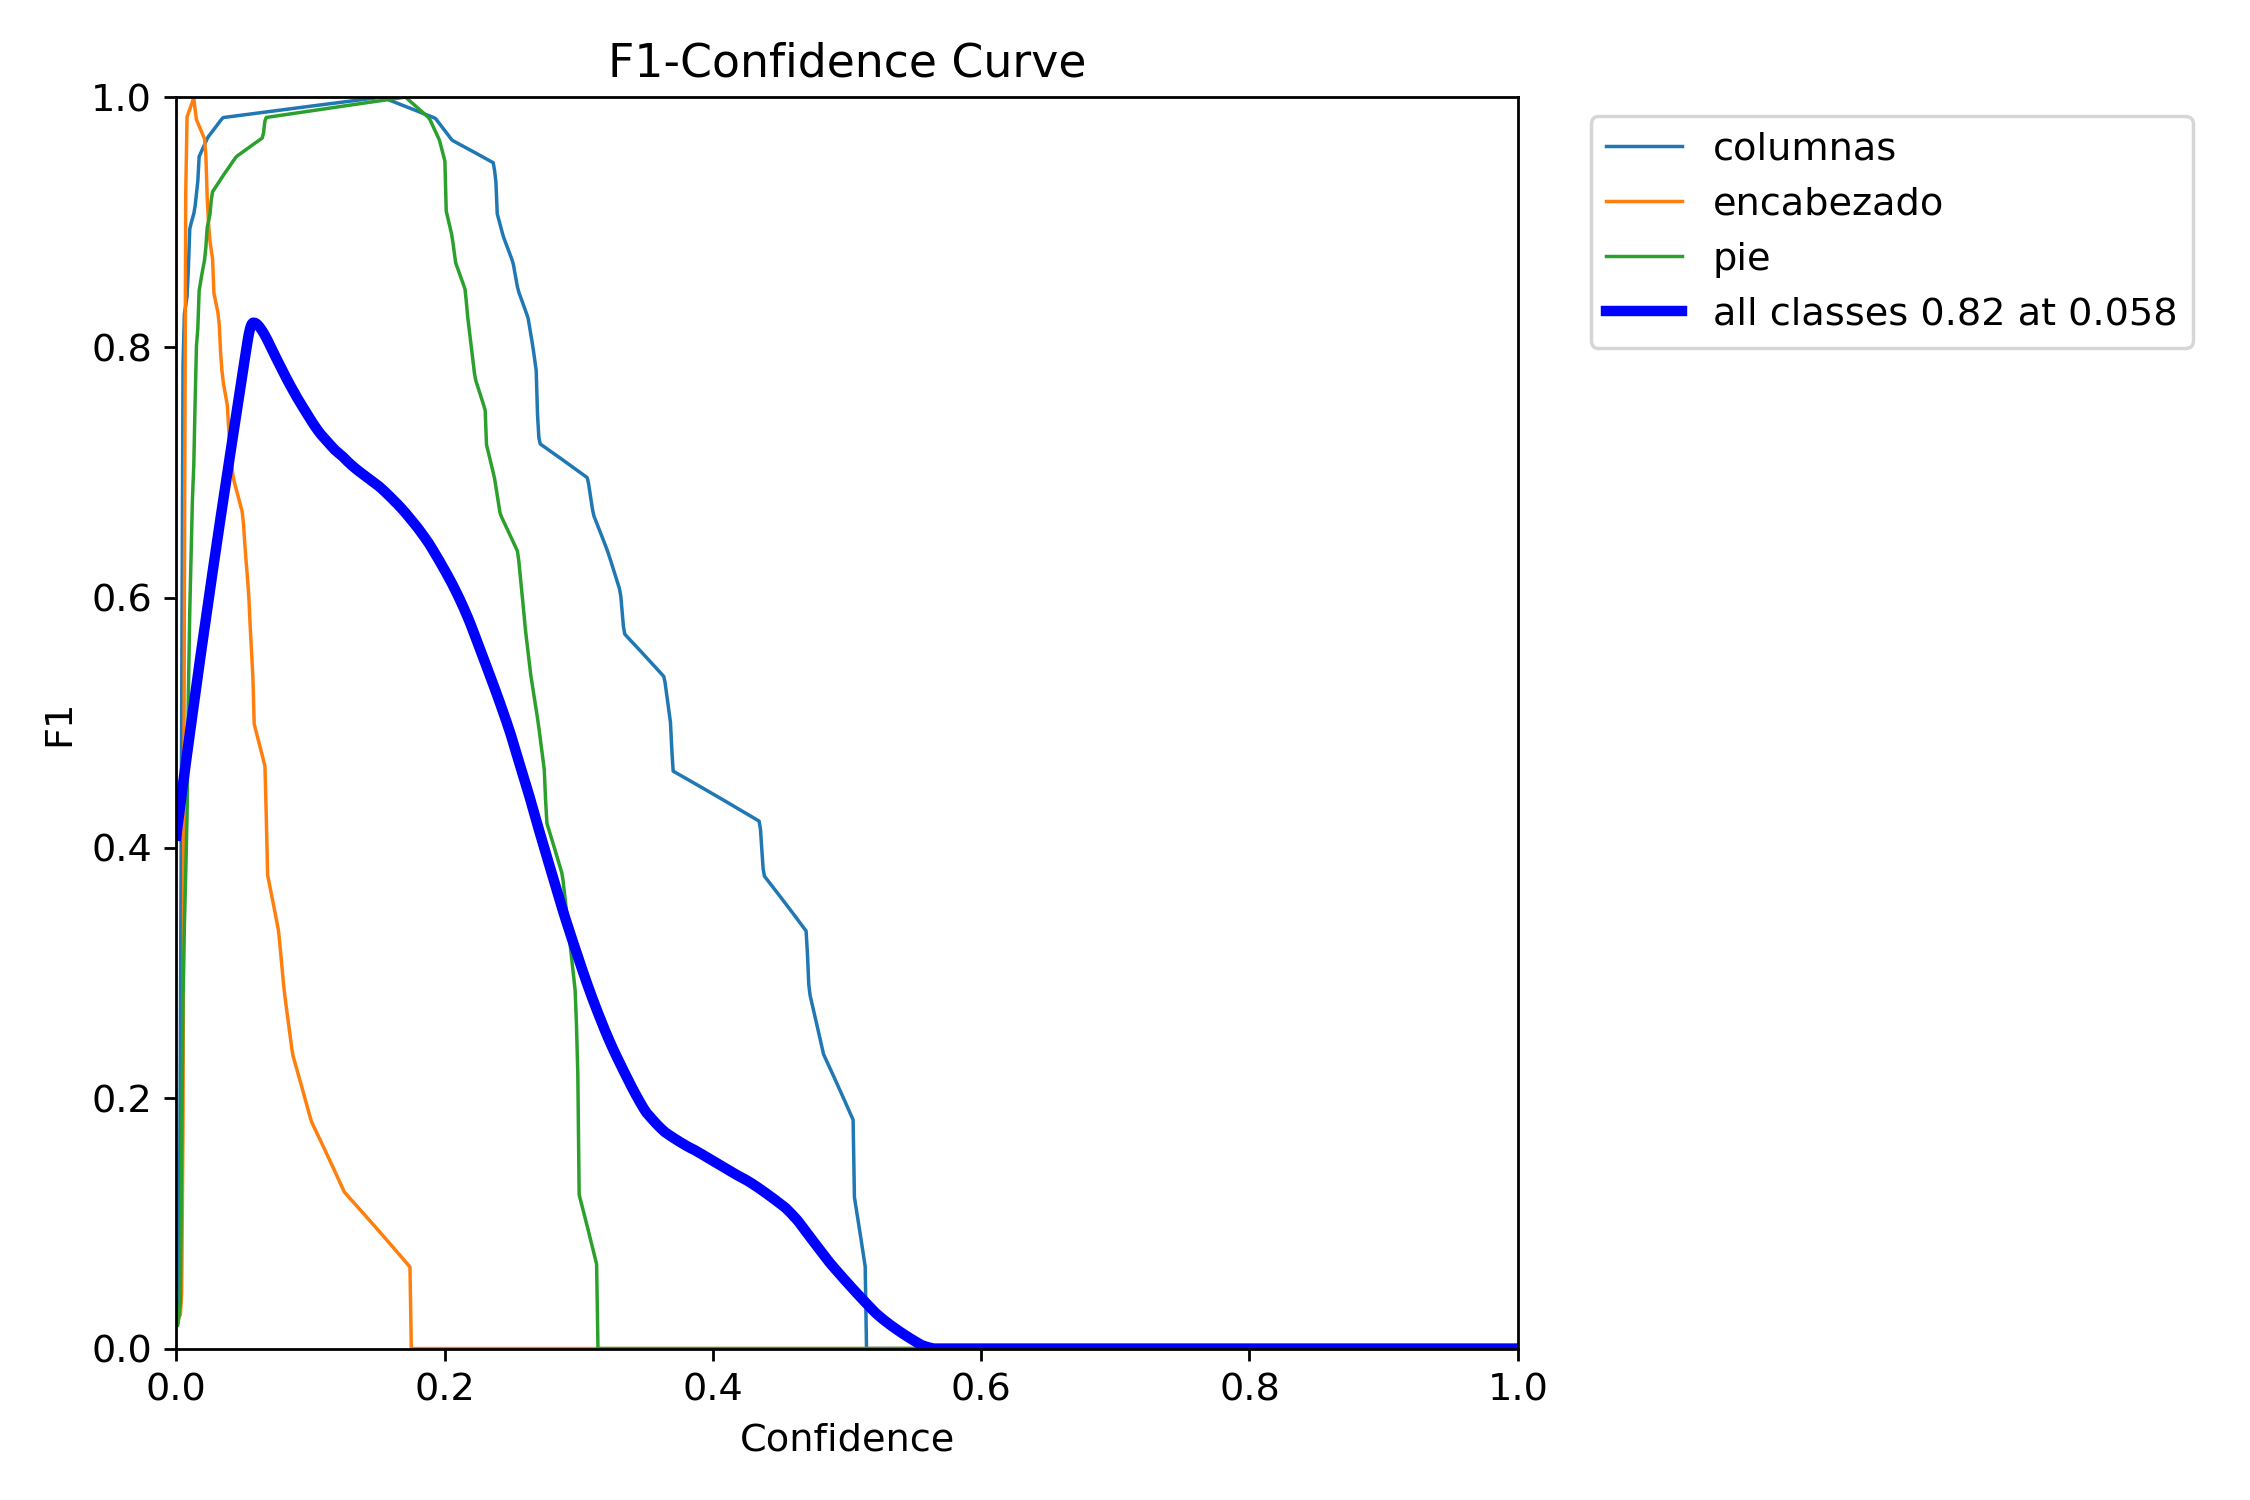 F1-Confidence Curve
1.0
0.8
0.6
0.4
0.2
0.0
F1
0.0 0.2 0.4 0.6 0.8 1.0
Confidence
columnas
encabezado
pie
all classes 0.82 at 0.058